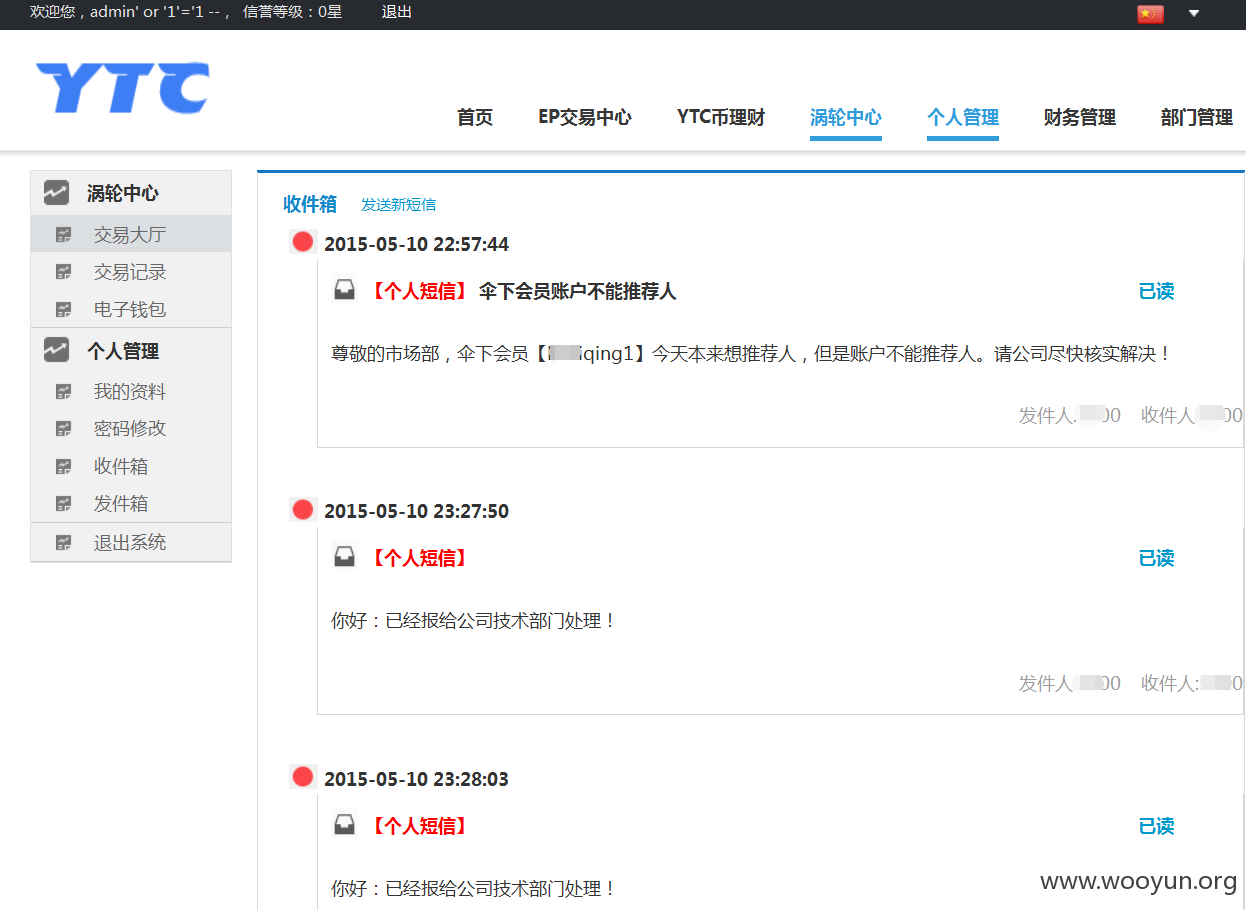 欢迎您，admin' or '1'='1 --， 信誉等级：0星 退出
YTC
首页 EP交易中心 YTC币理财 涡轮中心 个人管理 财务管理 部门管理
涡轮中心
交易大厅
交易记录
电子钱包
个人管理
我的资料
密码修改
收件箱
发件箱
退出系统
收件箱 发送新短信
2015-05-10 22:57:44
【个人短信】 伞下会员账户不能推荐人 已读
尊敬的市场部，伞下会员【iqing1】今天本来想推荐人，但是账户不能推荐人。请公司尽快核实解决！
发件人 00 收件人 00
2015-05-10 23:27:50
【个人短信】 已读
你好：已经报给公司技术部门处理！
发件人 00 收件人: 0
2015-05-10 23:28:03
【个人短信】 已读
你好：已经报给公司技术部门处理！
www.wooyun.org